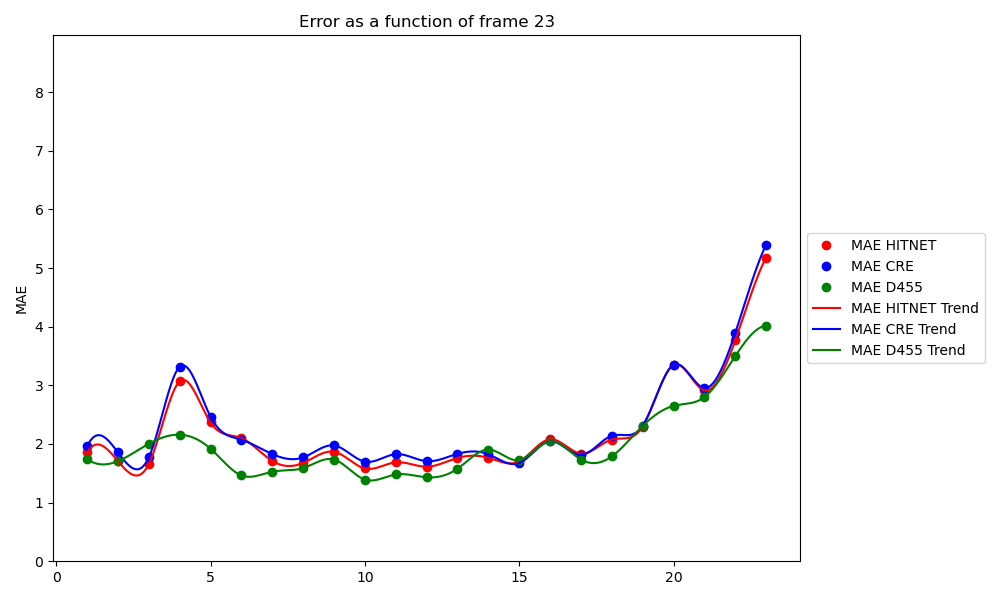 Error as a function of frame 23
MAE
8
7
6
5
4
3
2
1
0
0
5
10
15
20
MAE HITNET
MAE CRE
MAE D455
MAE HITNET Trend
MAE CRE Trend
MAE D455 Trend